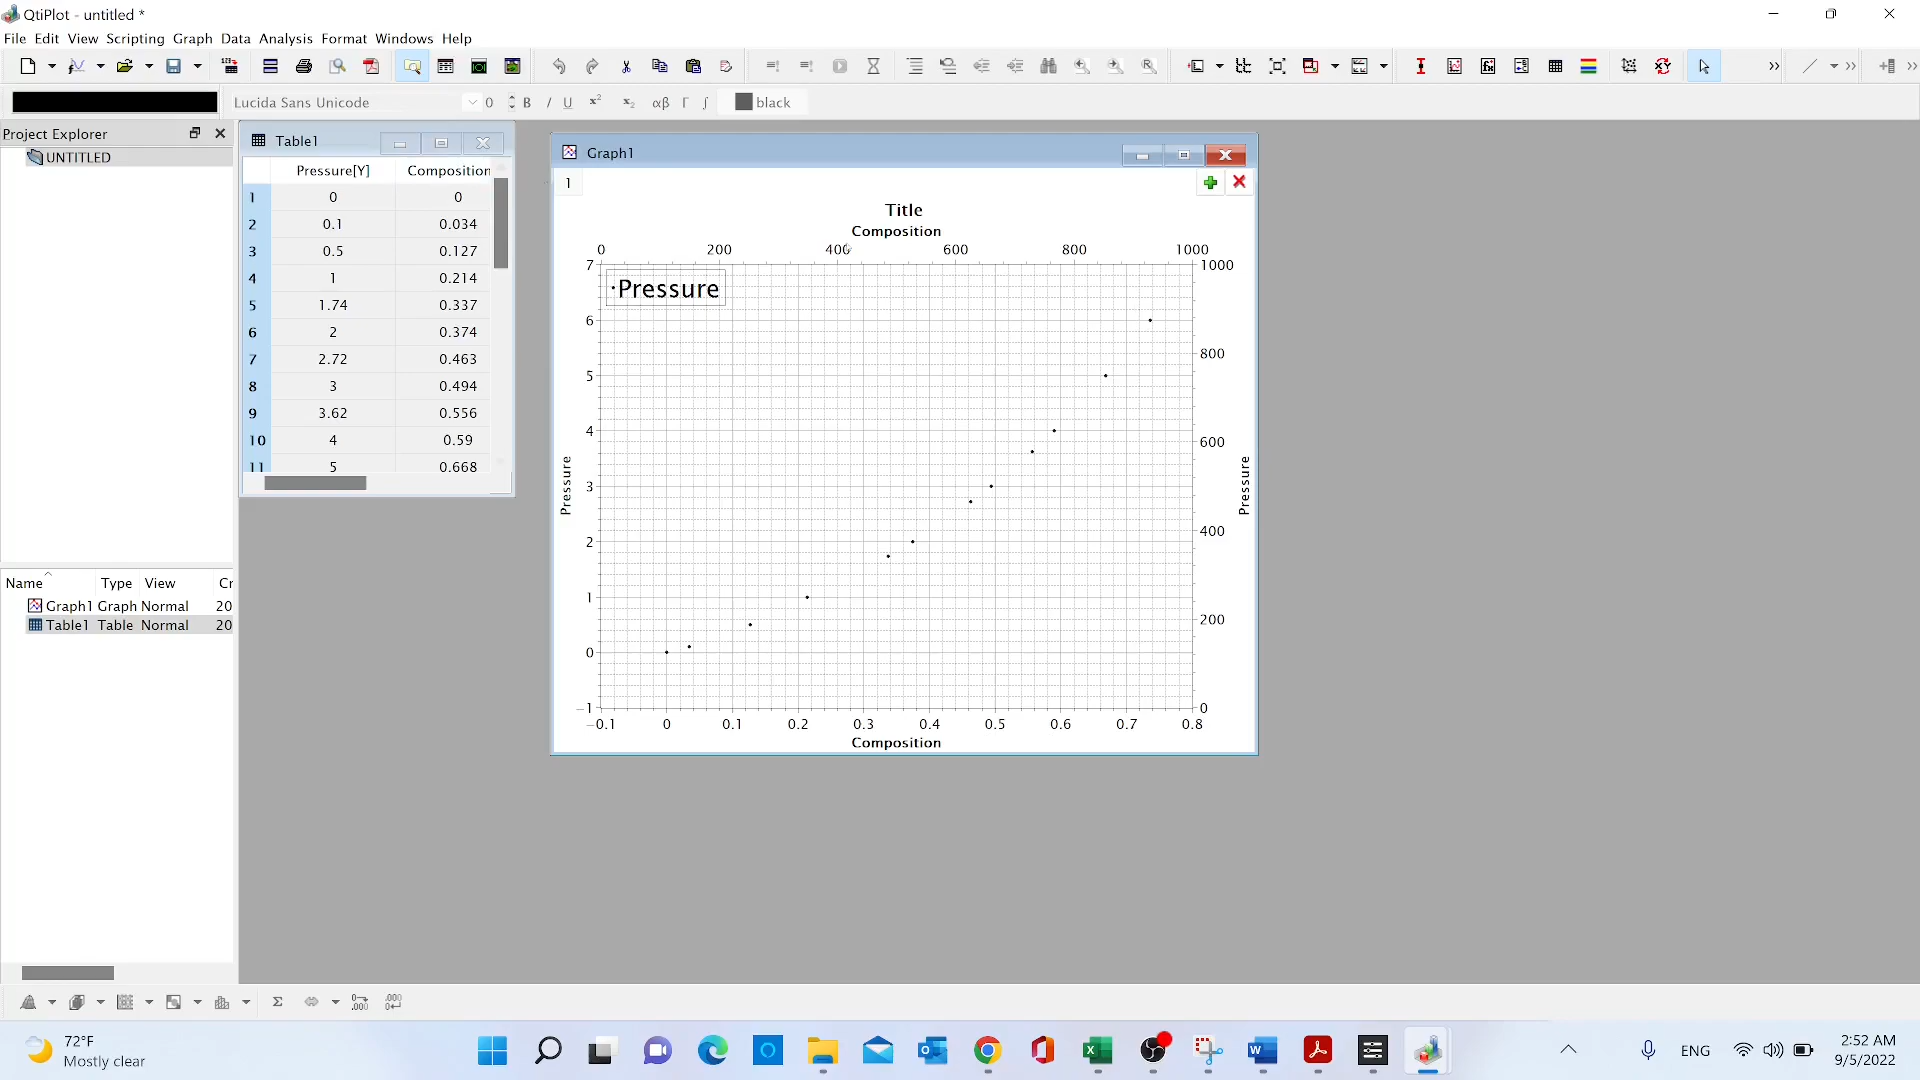 QtiPlot - untitled *
File Edit View Scripting Graph Data Analysis Format Windows Help
Lucida Sans Unicode 0 B I U x² x₂ αβ Γ ∫ black
Project Explorer
UNTITLED
Name Type View Cr
Graph1 Graph Normal 20
Table1 Table Normal 20
Table1
Pressure[Y] Composition
1 0 0
2 0.1 0.034
3 0.5 0.127
4 1 0.214
5 1.74 0.337
6 2 0.374
7 2.72 0.463
8 3 0.494
9 3.62 0.556
10 4 0.59
11 5 0.668
Graph1
1
Title
Composition
0 200 400 600 800 1000
Pressure
7
6
5
4
3
2
1
0
−1
Pressure
1000
800
600
400
200
0
Pressure
−0.1 0 0.1 0.2 0.3 0.4 0.5 0.6 0.7 0.8
Composition
72°F
Mostly clear
ENG
2:52 AM
9/5/2022